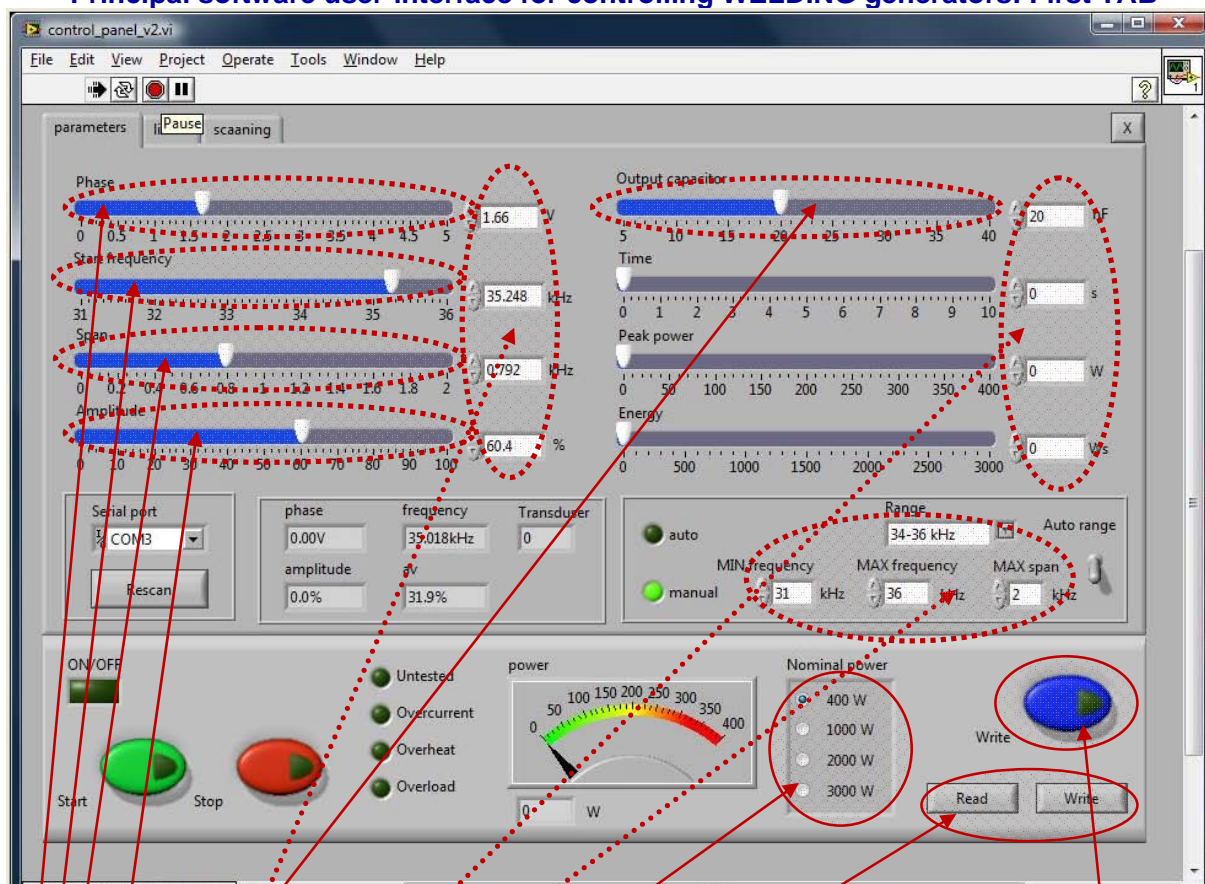 Principal software user interface for controlling WELDING generators: First TAB
control_panel_v2.vi
File Edit View Project Operate Tools Window Help
1
parameters li Pause scaaning X
Phase
1.66 V
0 0.5 1 1.5 2 2.5 3 3.5 4 4.5 5
Start frequency
35.248 kHz
31 32 33 34 35 36
Span
0.792 kHz
0 0.2 0.4 0.6 0.8 1 1.2 1.4 1.6 1.8 2
Amplitude
60.4 %
0 10 20 30 40 50 60 70 80 90 100
Output capacitor
20 nF
5 10 15 20 25 30 35 40
Time
0 s
0 1 2 3 4 5 6 7 8 9 10
Peak power
0 W
0 50 100 150 200 250 300 350 400
Energy
0 Ws
0 500 1000 1500 2000 2500 3000
Serial port
COM3
Rescan
phase frequency Transduser
0.00V 35.018kHz 0
amplitude av
0.0% 31.9%
auto
manual
Range
34-36 kHz
Auto range
MIN frequency MAX frequency MAX span
31 kHz 36 kHz 2 kHz
ON/OFF
Start Stop
Untested
Overcurrent
Overheat
Overload
power
0 50 100 150 200 250 300 350 400
0 W
Nominal power
400 W
1000 W
2000 W
3000 W
Write
Read Write